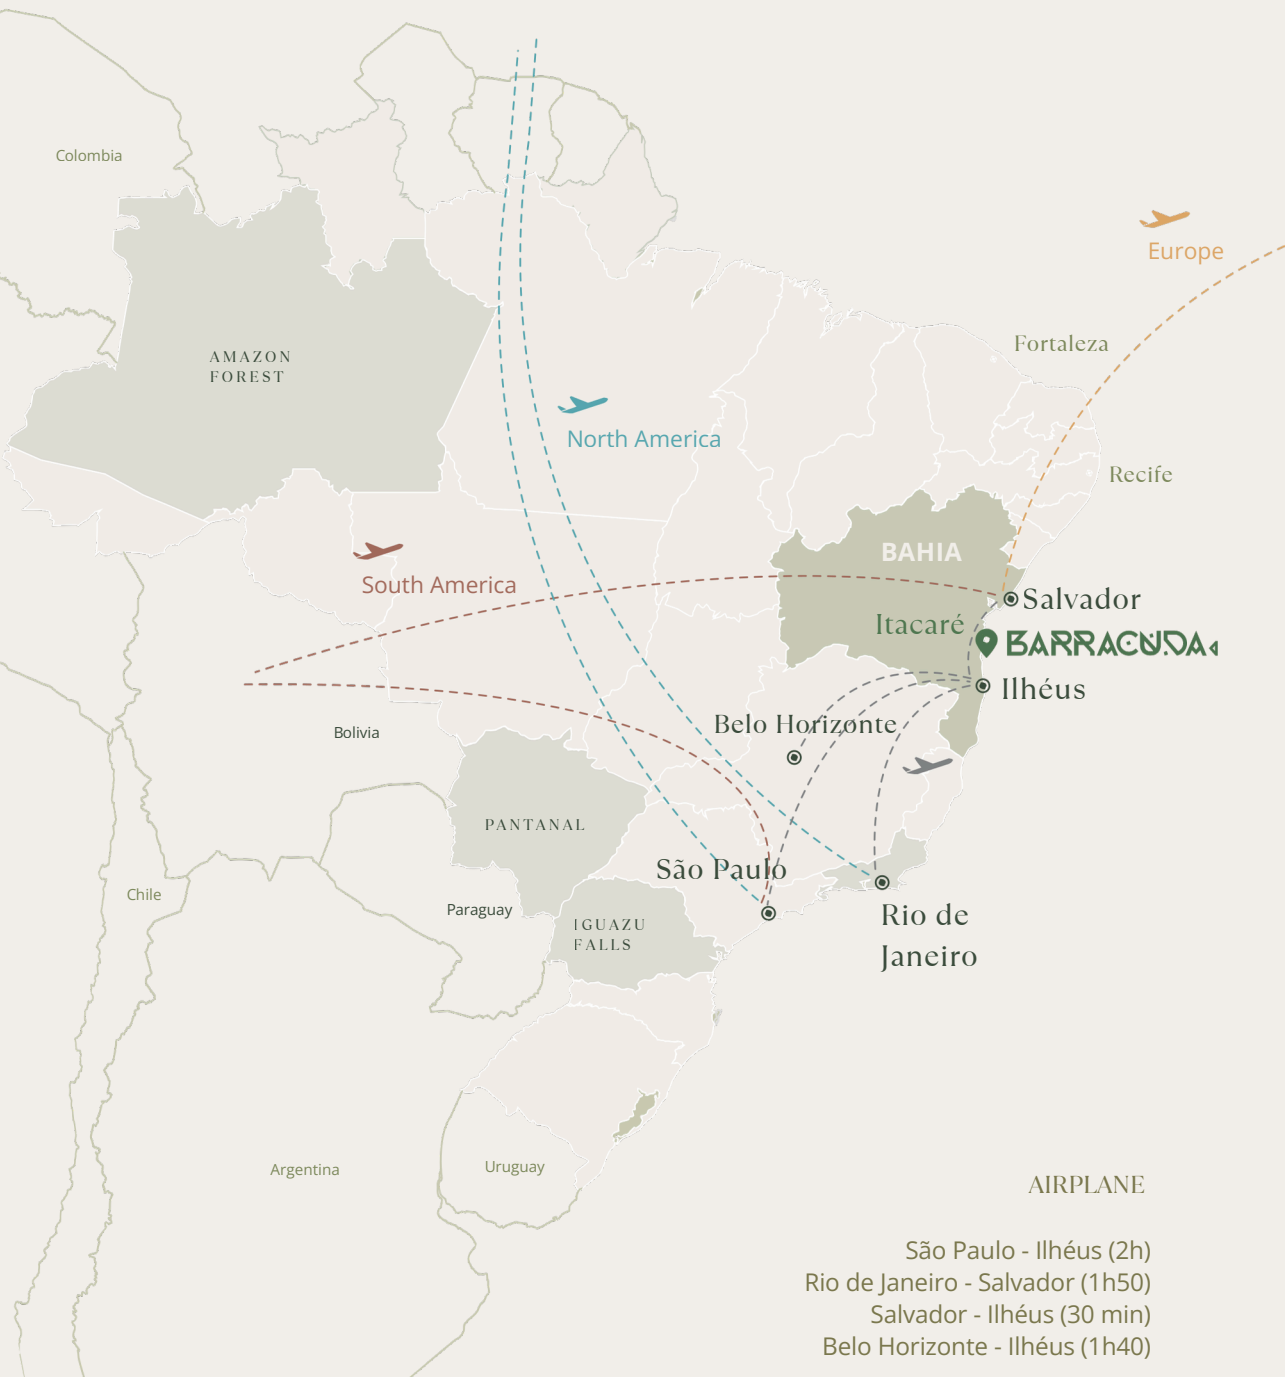 Colombia
Europe
Fortaleza
AMAZON
FOREST
North America
Recife
BAHIA
South America
Salvador
Itacaré
BARRACUDA
Ilhéus
Belo Horizonte
Bolivia
PANTANAL
São Paulo
Chile
Paraguay
Rio de
Janeiro
IGUAZU
FALLS
Argentina
Uruguay
AIRPLANE
São Paulo - Ilhéus (2h)
Rio de Janeiro - Salvador (1h50)
Salvador - Ilhéus (30 min)
Belo Horizonte - Ilhéus (1h40)